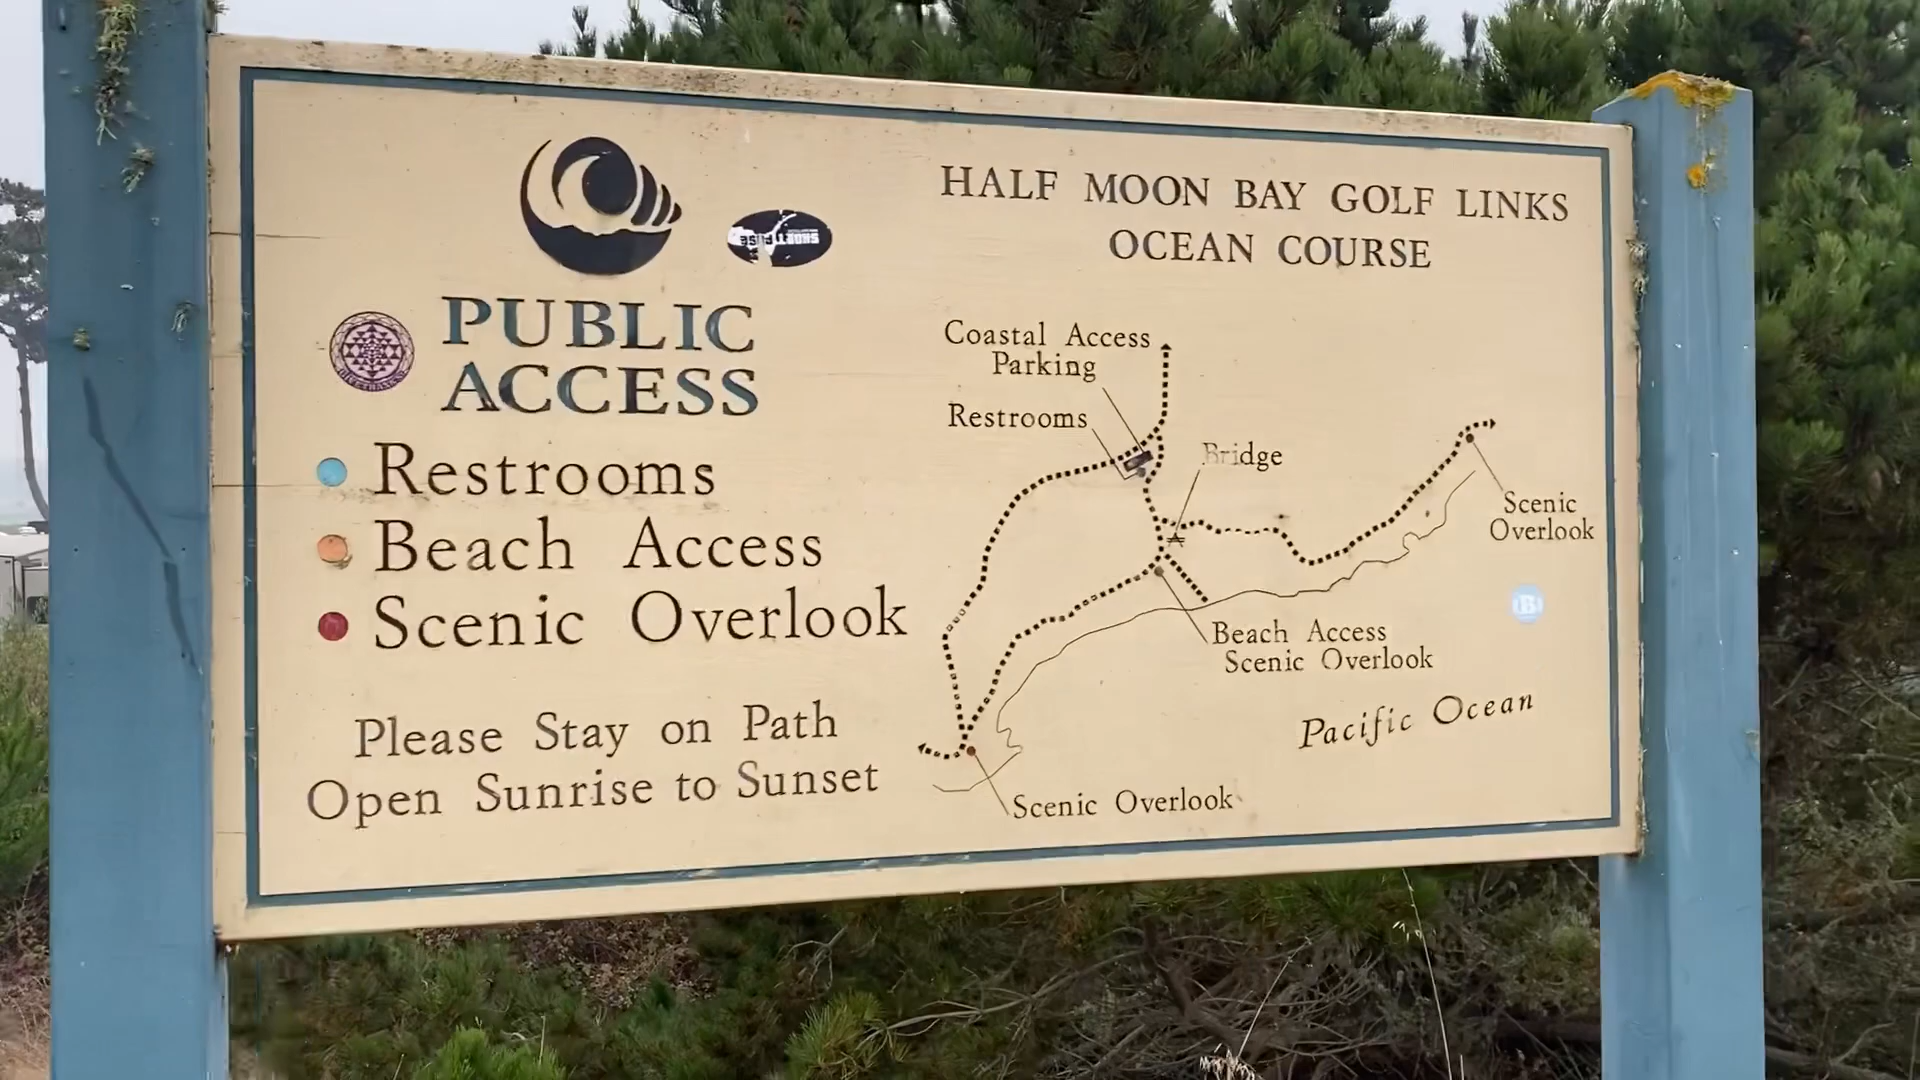 PUBLIC
ACCESS
Restrooms
Beach Access
Scenic Overlook
Please Stay on Path
Open Sunrise to Sunset
HALF MOON BAY GOLF LINKS
OCEAN COURSE
Coastal Access
Parking
Restrooms
Bridge
Scenic
Overlook
Beach Access
Scenic Overlook
Pacific Ocean
Scenic Overlook
B